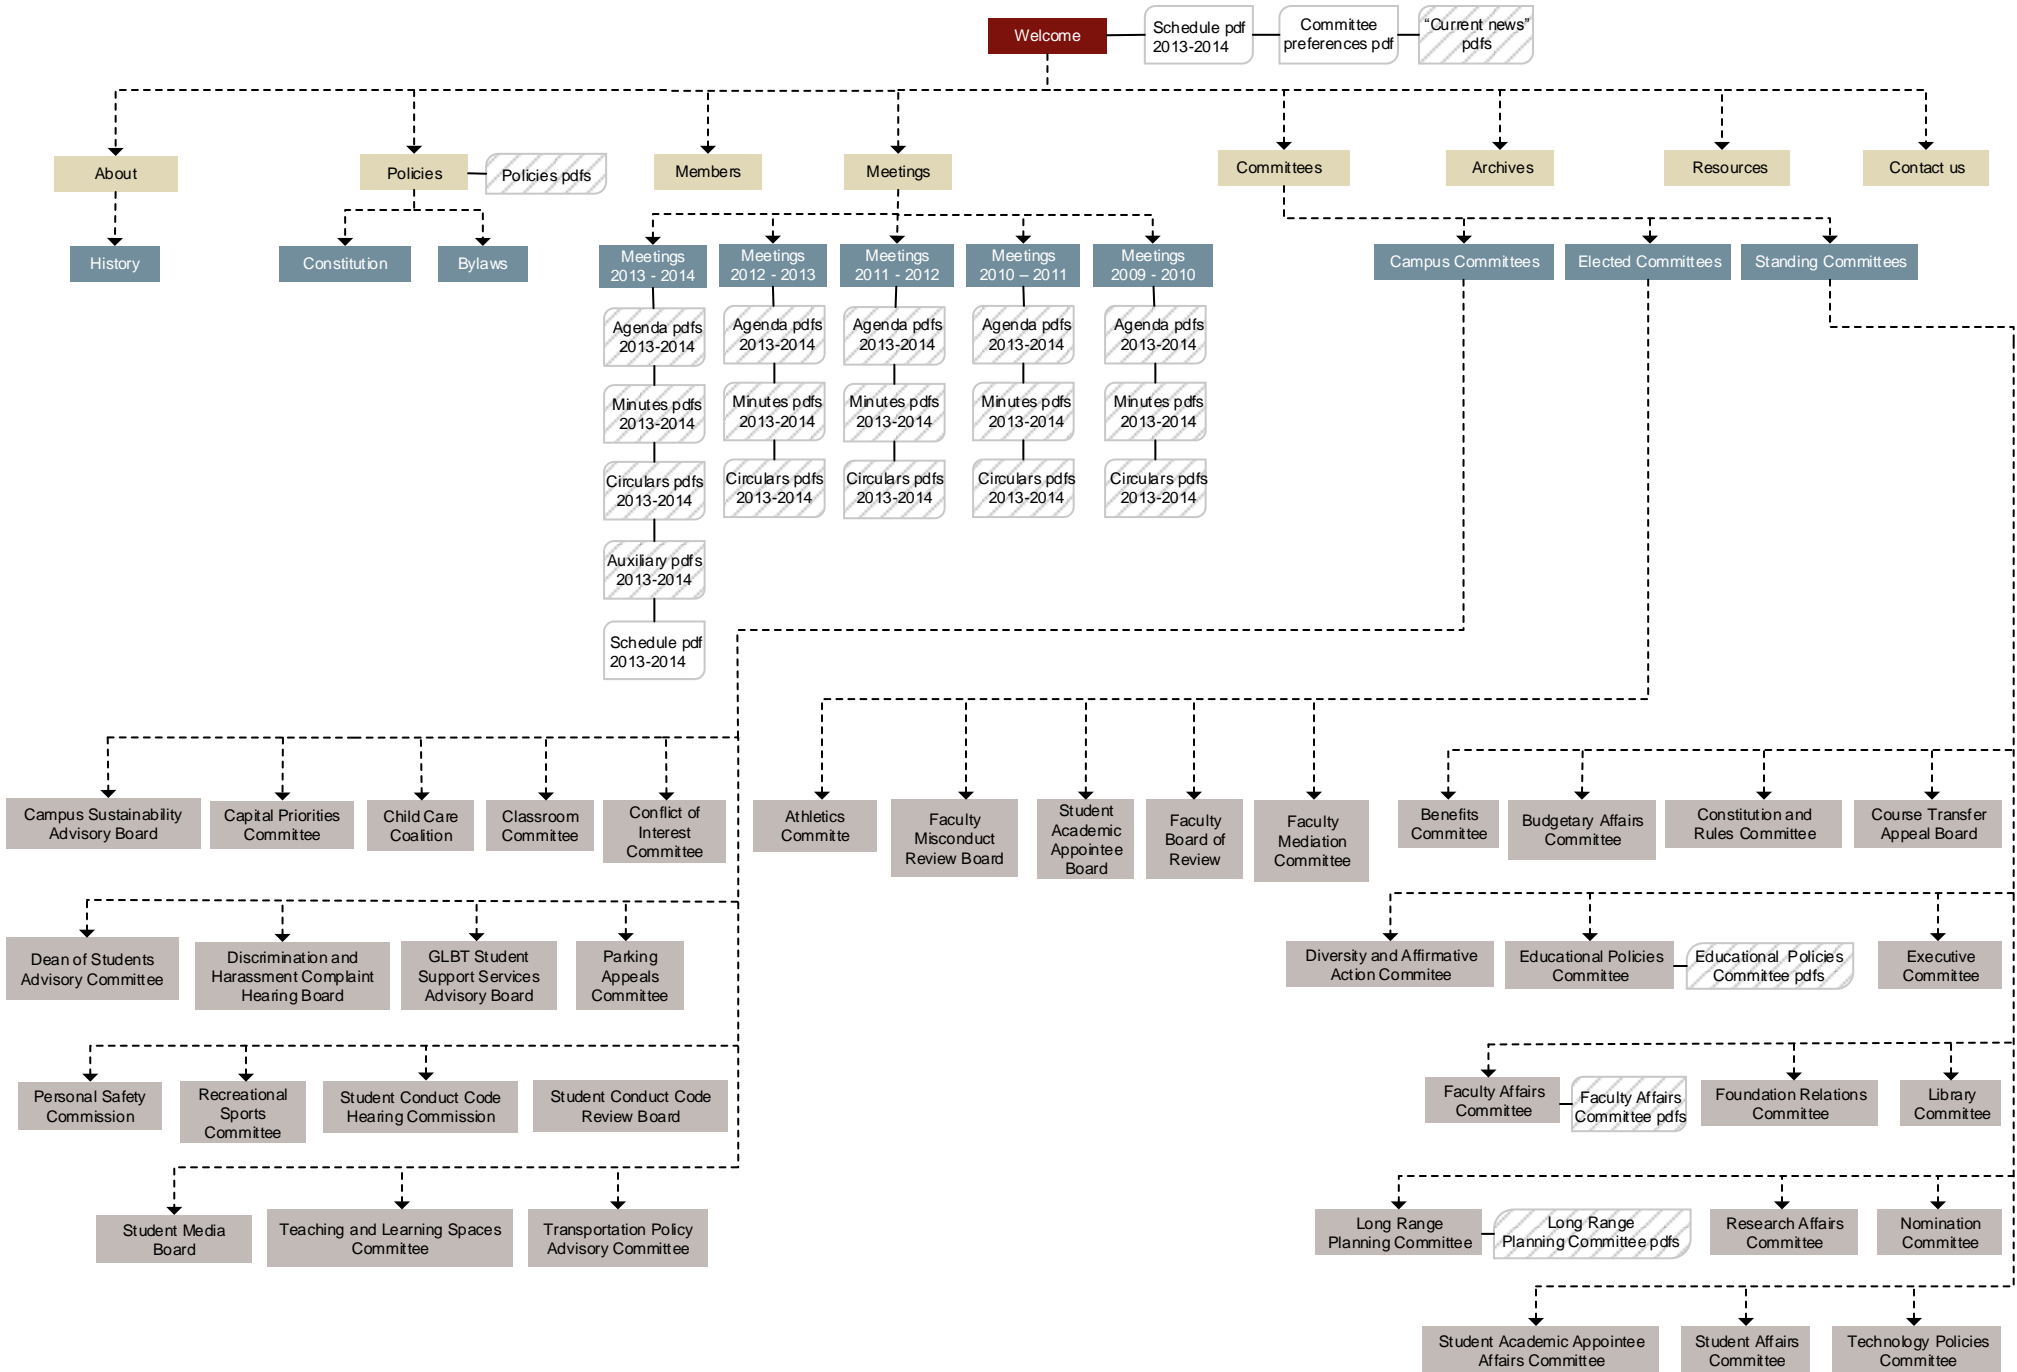 Welcome
Schedule pdf
2013-2014
Committee
preferences pdf
“Current news”
pdfs
About
Policies
Policies pdfs
Members
Meetings
Committees
Archives
Resources
Contact us
History
Constitution
Bylaws
Meetings
2013 - 2014
Meetings
2012 - 2013
Meetings
2011 - 2012
Meetings
2010 – 2011
Meetings
2009 - 2010
Campus Committees
Elected Committees
Standing Committees
Agenda pdfs
2013-2014
Agenda pdfs
2013-2014
Agenda pdfs
2013-2014
Agenda pdfs
2013-2014
Agenda pdfs
2013-2014
Minutes pdfs
2013-2014
Minutes pdfs
2013-2014
Minutes pdfs
2013-2014
Minutes pdfs
2013-2014
Minutes pdfs
2013-2014
Circulars pdfs
2013-2014
Circulars pdfs
2013-2014
Circulars pdfs
2013-2014
Circulars pdfs
2013-2014
Circulars pdfs
2013-2014
Auxiliary pdfs
2013-2014
Schedule pdf
2013-2014
Campus Sustainability
Advisory Board
Capital Priorities
Committee
Child Care
Coalition
Classroom
Committee
Conflict of
Interest
Committee
Athletics
Committe
Faculty
Misconduct
Review Board
Student
Academic
Appointee
Board
Faculty
Board of
Review
Faculty
Mediation
Committee
Benefits
Committee
Budgetary Affairs
Committee
Constitution and
Rules Committee
Course Transfer
Appeal Board
Dean of Students
Advisory Committee
Discrimination and
Harassment Complaint
Hearing Board
GLBT Student
Support Services
Advisory Board
Parking
Appeals
Committee
Diversity and Affirmative
Action Commitee
Educational Policies
Committee
Educational Policies
Committee pdfs
Executive
Committee
Personal Safety
Commission
Recreational
Sports
Committee
Student Conduct Code
Hearing Commission
Student Conduct Code
Review Board
Faculty Affairs
Committee
Faculty Affairs
Committee pdfs
Foundation Relations
Committee
Library
Committee
Student Media
Board
Teaching and Learning Spaces
Committee
Transportation Policy
Advisory Committee
Long Range
Planning Committee
Long Range
Planning Committee pdfs
Research Affairs
Committee
Nomination
Committee
Student Academic Appointee
Affairs Committee
Student Affairs
Committee
Technology Policies
Committee